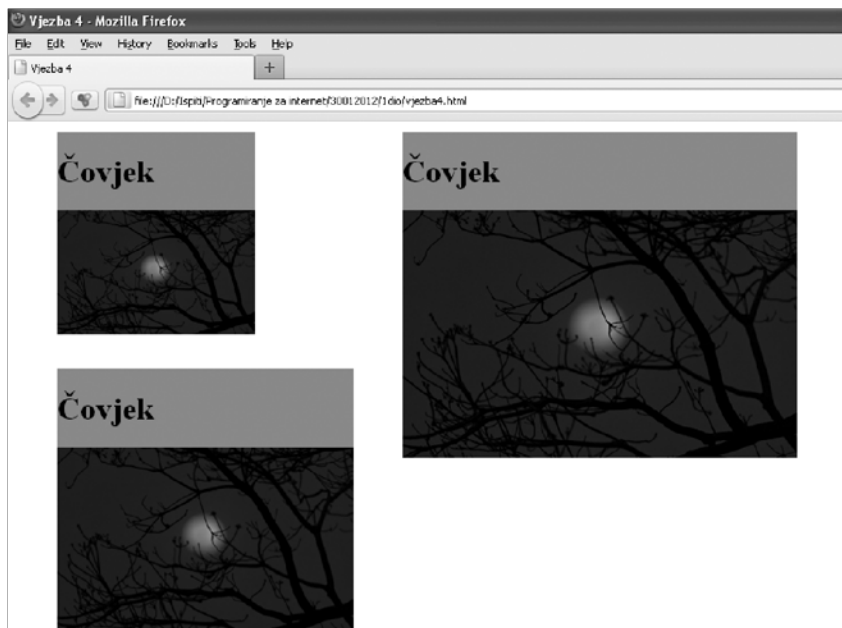 Vjezba 4 - Mozilla Firefox
File Edit View History Bookmarks Tools Help
Vjezba 4
+
file:///D:/Ispiti/Programiranje za internet/30012012/1dio/vjezba4.html
Čovjek
Čovjek
Čovjek